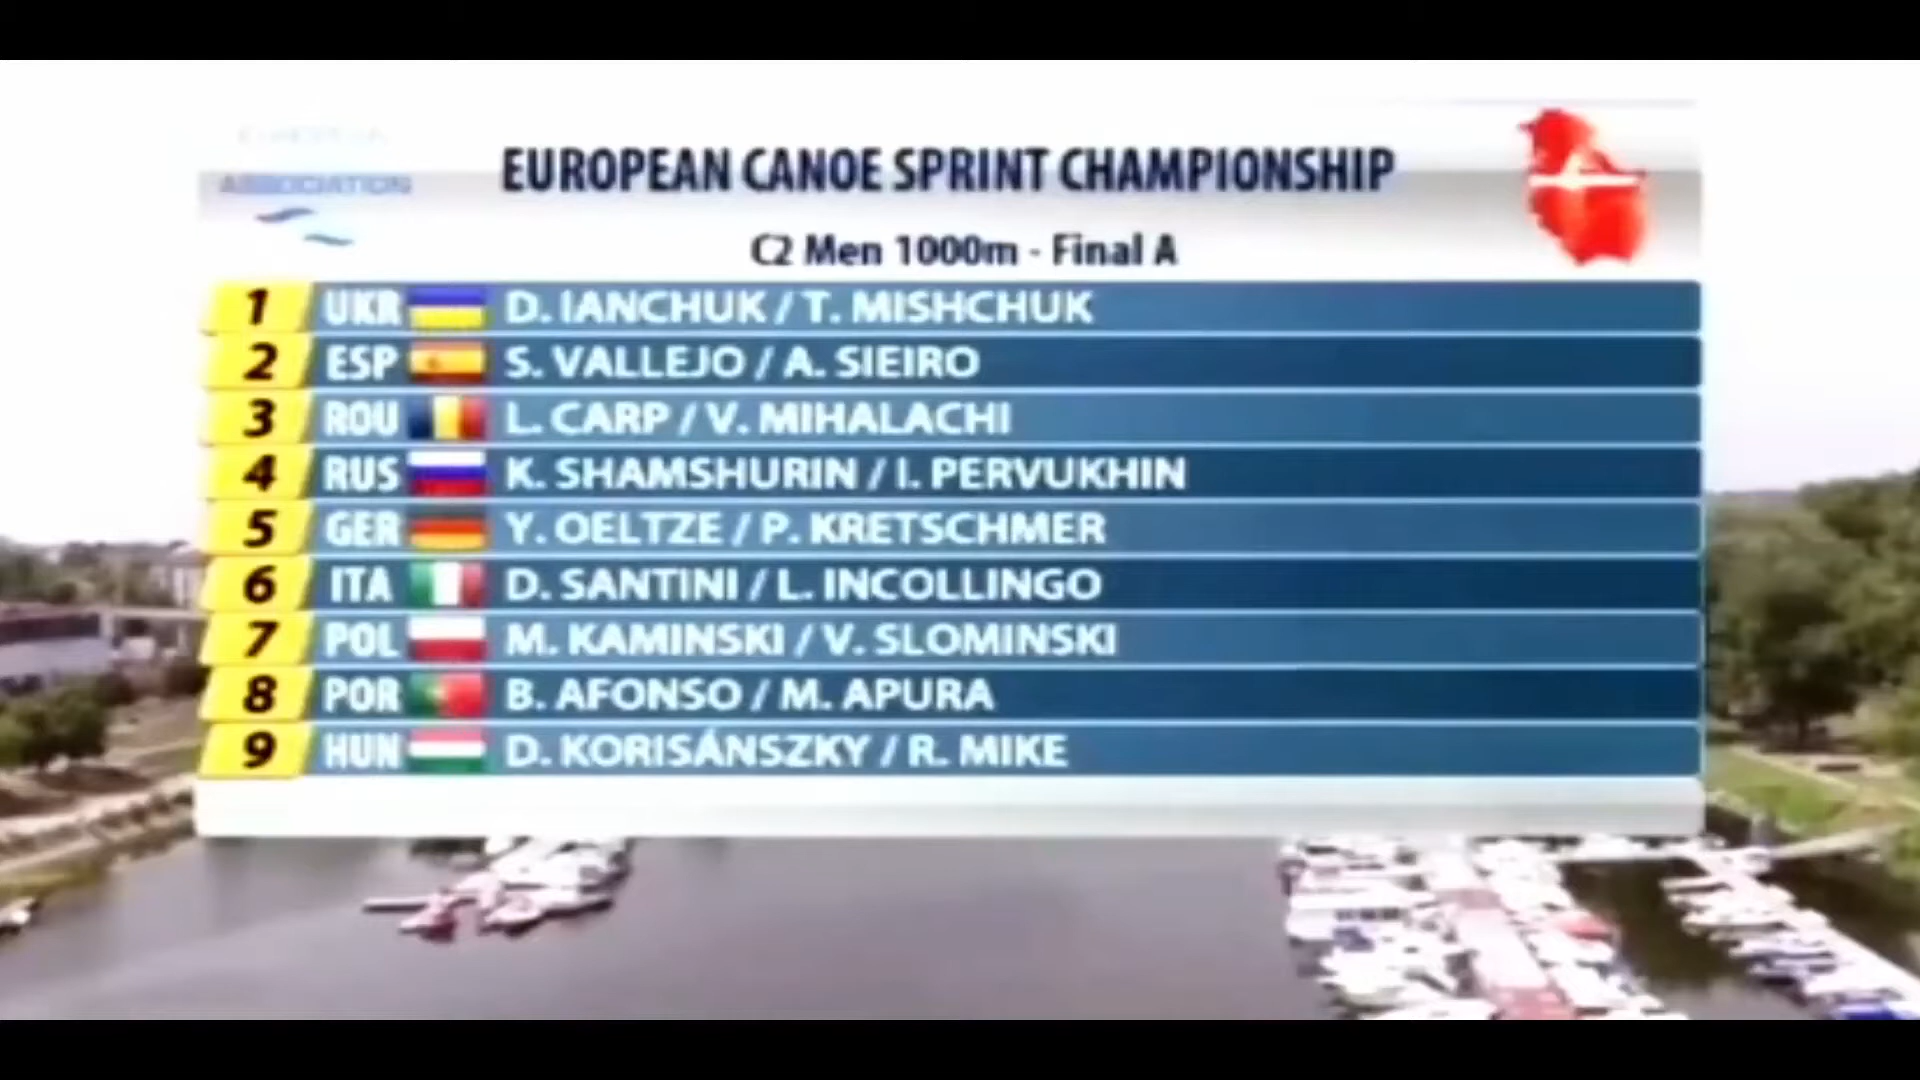 ASSOCIATION
EUROPEAN CANOE SPRINT CHAMPIONSHIP
C2 Men 1000m - Final A
1 UKR D. IANCHUK / T. MISHCHUK
2 ESP S. VALLEJO / A. SIEIRO
3 ROU L. CARP / V. MIHALACHI
4 RUS K. SHAMSHURIN / I. PERVUKHIN
5 GER Y. OELTZE / P. KRETSCHMER
6 ITA D. SANTINI / L. INCOLLINGO
7 POL M. KAMINSKI / V. SLOMINSKI
8 POR B. AFONSO / M. APURA
9 HUN D. KORISÁNSZKY / R. MIKE